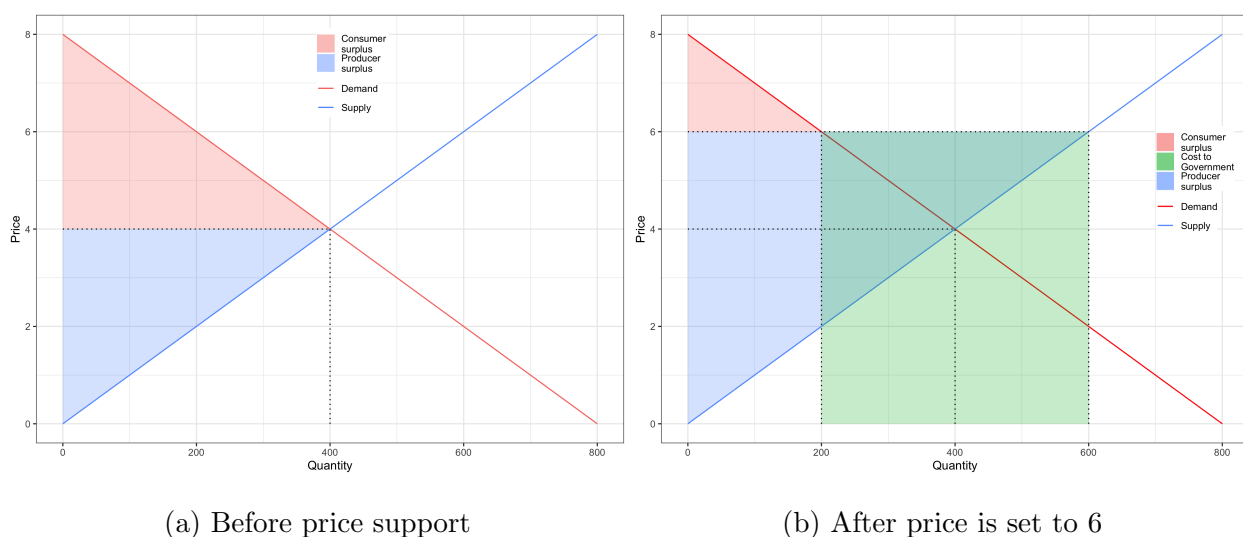 8
6
4
2
0
Price
0
200
400
600
800
Quantity
Consumer
surplus
Producer
surplus
Demand
Supply
(a) Before price support
8
6
4
2
0
Price
0
200
400
600
800
Quantity
Consumer
surplus
Cost to
Government
Producer
surplus
Demand
Supply
(b) After price is set to 6